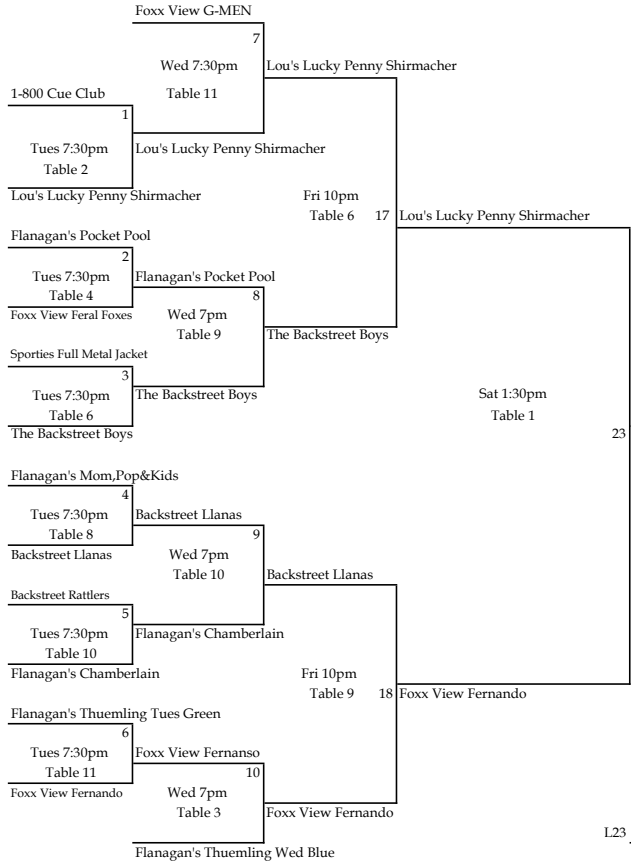 Foxx View G-MEN
7
Wed 7:30pm
Lou's Lucky Penny Shirmacher
1-800 Cue Club
Table 11
1
Tues 7:30pm
Lou's Lucky Penny Shirmacher
Table 2
Lou's Lucky Penny Shirmacher
Fri 10pm
Table 6
17
Lou's Lucky Penny Shirmacher
Flanagan's Pocket Pool
2
Tues 7:30pm
Flanagan's Pocket Pool
Table 4
8
Foxx View Feral Foxes
Wed 7pm
Table 9
The Backstreet Boys
Sporties Full Metal Jacket
3
Tues 7:30pm
The Backstreet Boys
Sat 1:30pm
Table 6
Table 1
The Backstreet Boys
23
Flanagan's Mom,Pop&Kids
4
Tues 7:30pm
Backstreet Llanas
Table 8
9
Backstreet Llanas
Wed 7pm
Table 10
Backstreet Llanas
Backstreet Rattlers
5
Tues 7:30pm
Flanagan's Chamberlain
Table 10
Flanagan's Chamberlain
Fri 10pm
Table 9
18
Foxx View Fernando
Flanagan's Thuemling Tues Green
6
Tues 7:30pm
Foxx View Fernanso
Table 11
10
Foxx View Fernando
Wed 7pm
Table 3
Foxx View Fernando
L23
Flanagan's Thuemling Wed Blue